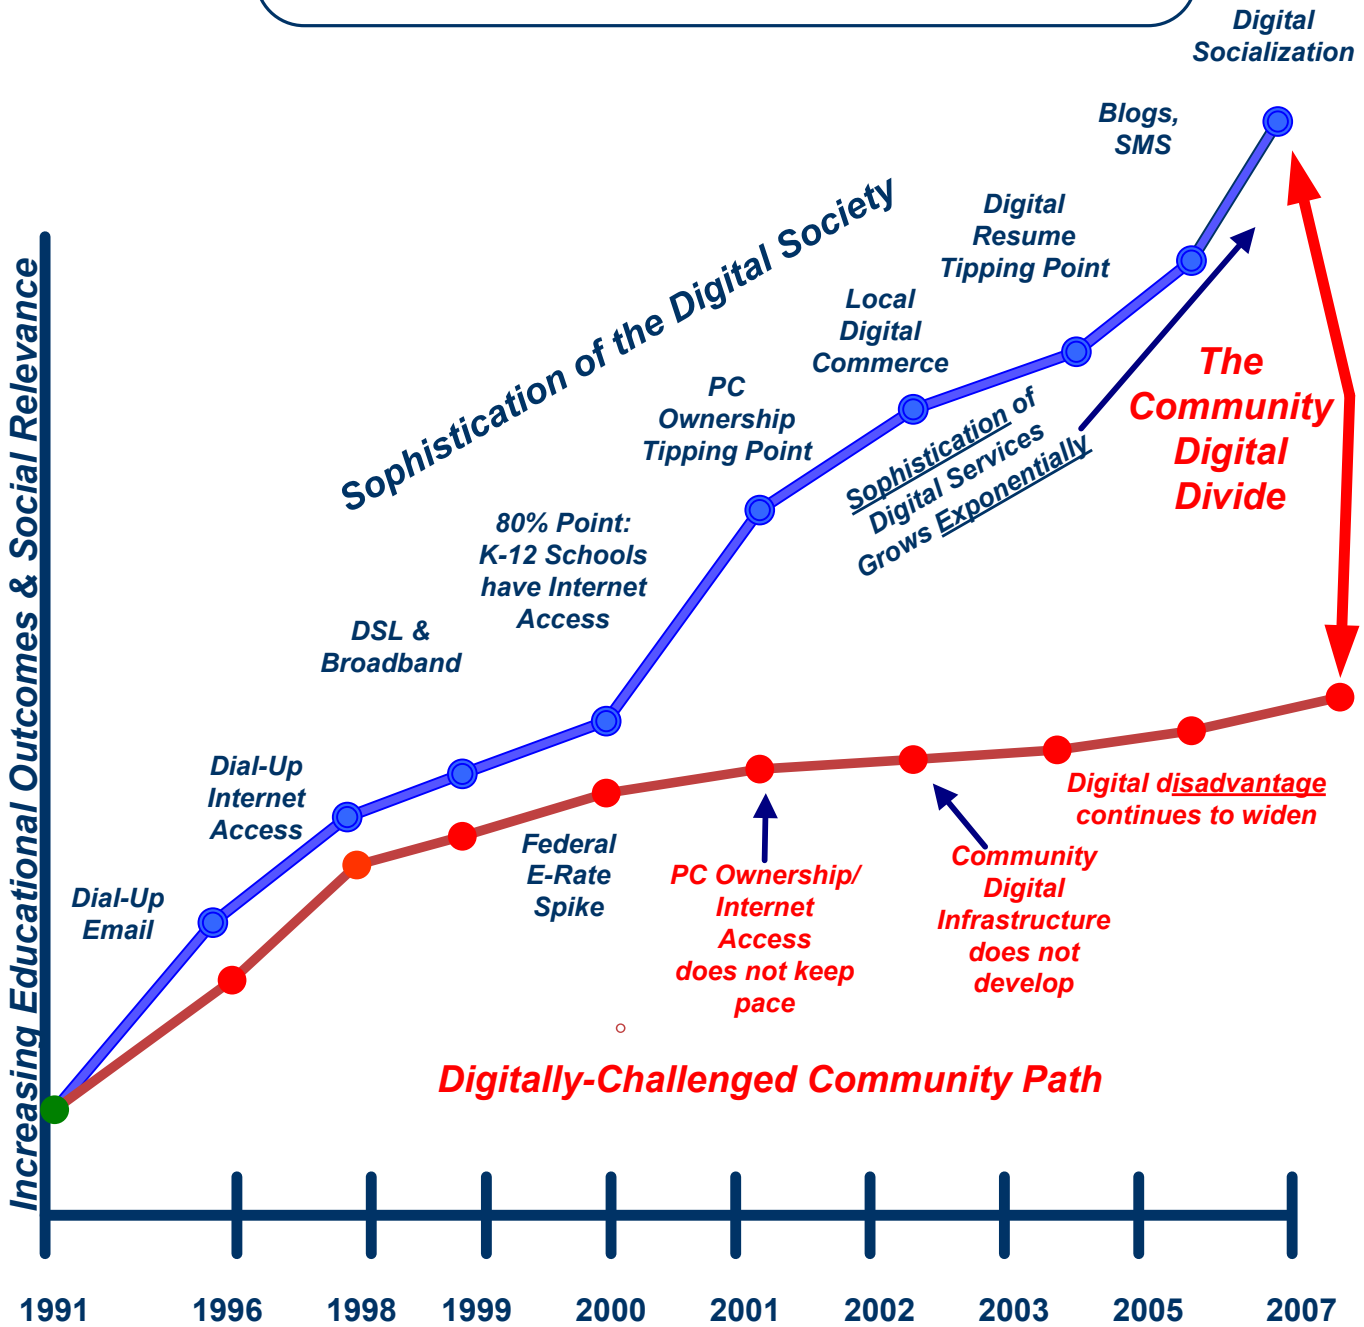 Digital
Socialization
Blogs,
SMS
Digital
Resume
Tipping Point
Sophistication of the Digital Society
Local
Digital
Commerce
The
Community
Digital
Divide
PC
Ownership
Tipping Point
Sophistication of
Digital Services
Grows Exponentially
80% Point:
K-12 Schools
have Internet
Access
DSL &
Broadband
Increasing Educational Outcomes & Social Relevance
Dial-Up
Internet
Access
Digital disadvantage
continues to widen
Federal
E-Rate
Spike
PC Ownership/
Internet
Access
does not keep
pace
Community
Digital
Infrastructure
does not
develop
Dial-Up
Email
Digitally-Challenged Community Path
1991 1996 1998 1999 2000 2001 2002 2003 2005 2007